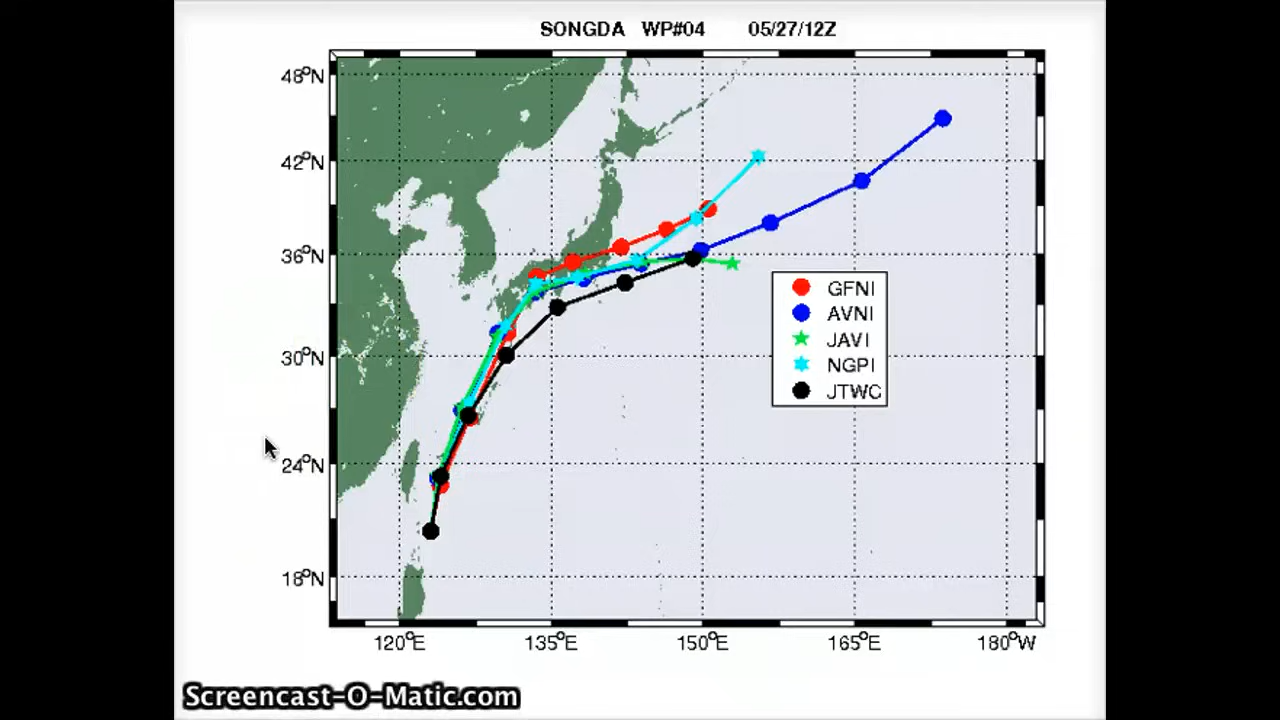 SONGDA WP#04 05/27/12Z
48°N
42°N
36°N
30°N
24°N
18°N
GFNI
AVNI
JAVI
NGPI
JTWC
120°E 135°E 150°E 165°E 180°W
Screencast-O-Matic.com